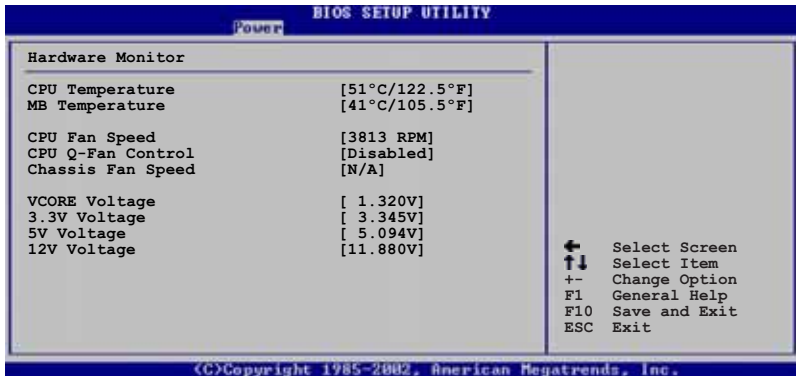 BIOS SETUP UTILITY
Power
Hardware Monitor
CPU Temperature [51°C/122.5°F]
MB Temperature [41°C/105.5°F]
CPU Fan Speed [3813 RPM]
CPU Q-Fan Control [Disabled]
Chassis Fan Speed [N/A]
VCORE Voltage [ 1.320V]
3.3V Voltage [ 3.345V]
5V Voltage [ 5.094V]
12V Voltage [11.880V]
← Select Screen
↑↓ Select Item
+- Change Option
F1 General Help
F10 Save and Exit
ESC Exit
(C)Copyright 1985-2002, American Megatrends, Inc.